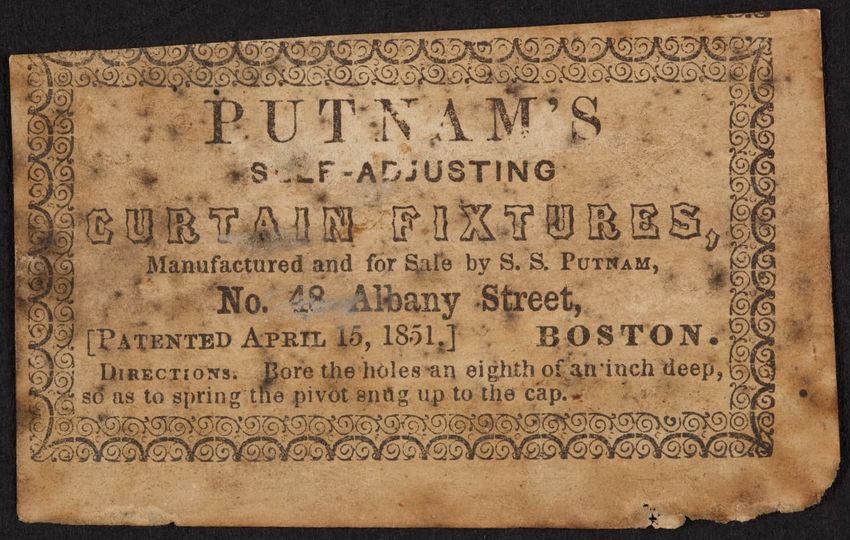 PUTNAM'S
SELF-ADJUSTING
CURTAIN FIXTURES,
Manufactured and for Sale by S. S. PUTNAM,
No. 48 Albany Street,
[PATENTED APRIL 15, 1851.] BOSTON.
DIRECTIONS. Bore the holes an eighth of an inch deep,
so as to spring the pivot snug up to the cap.